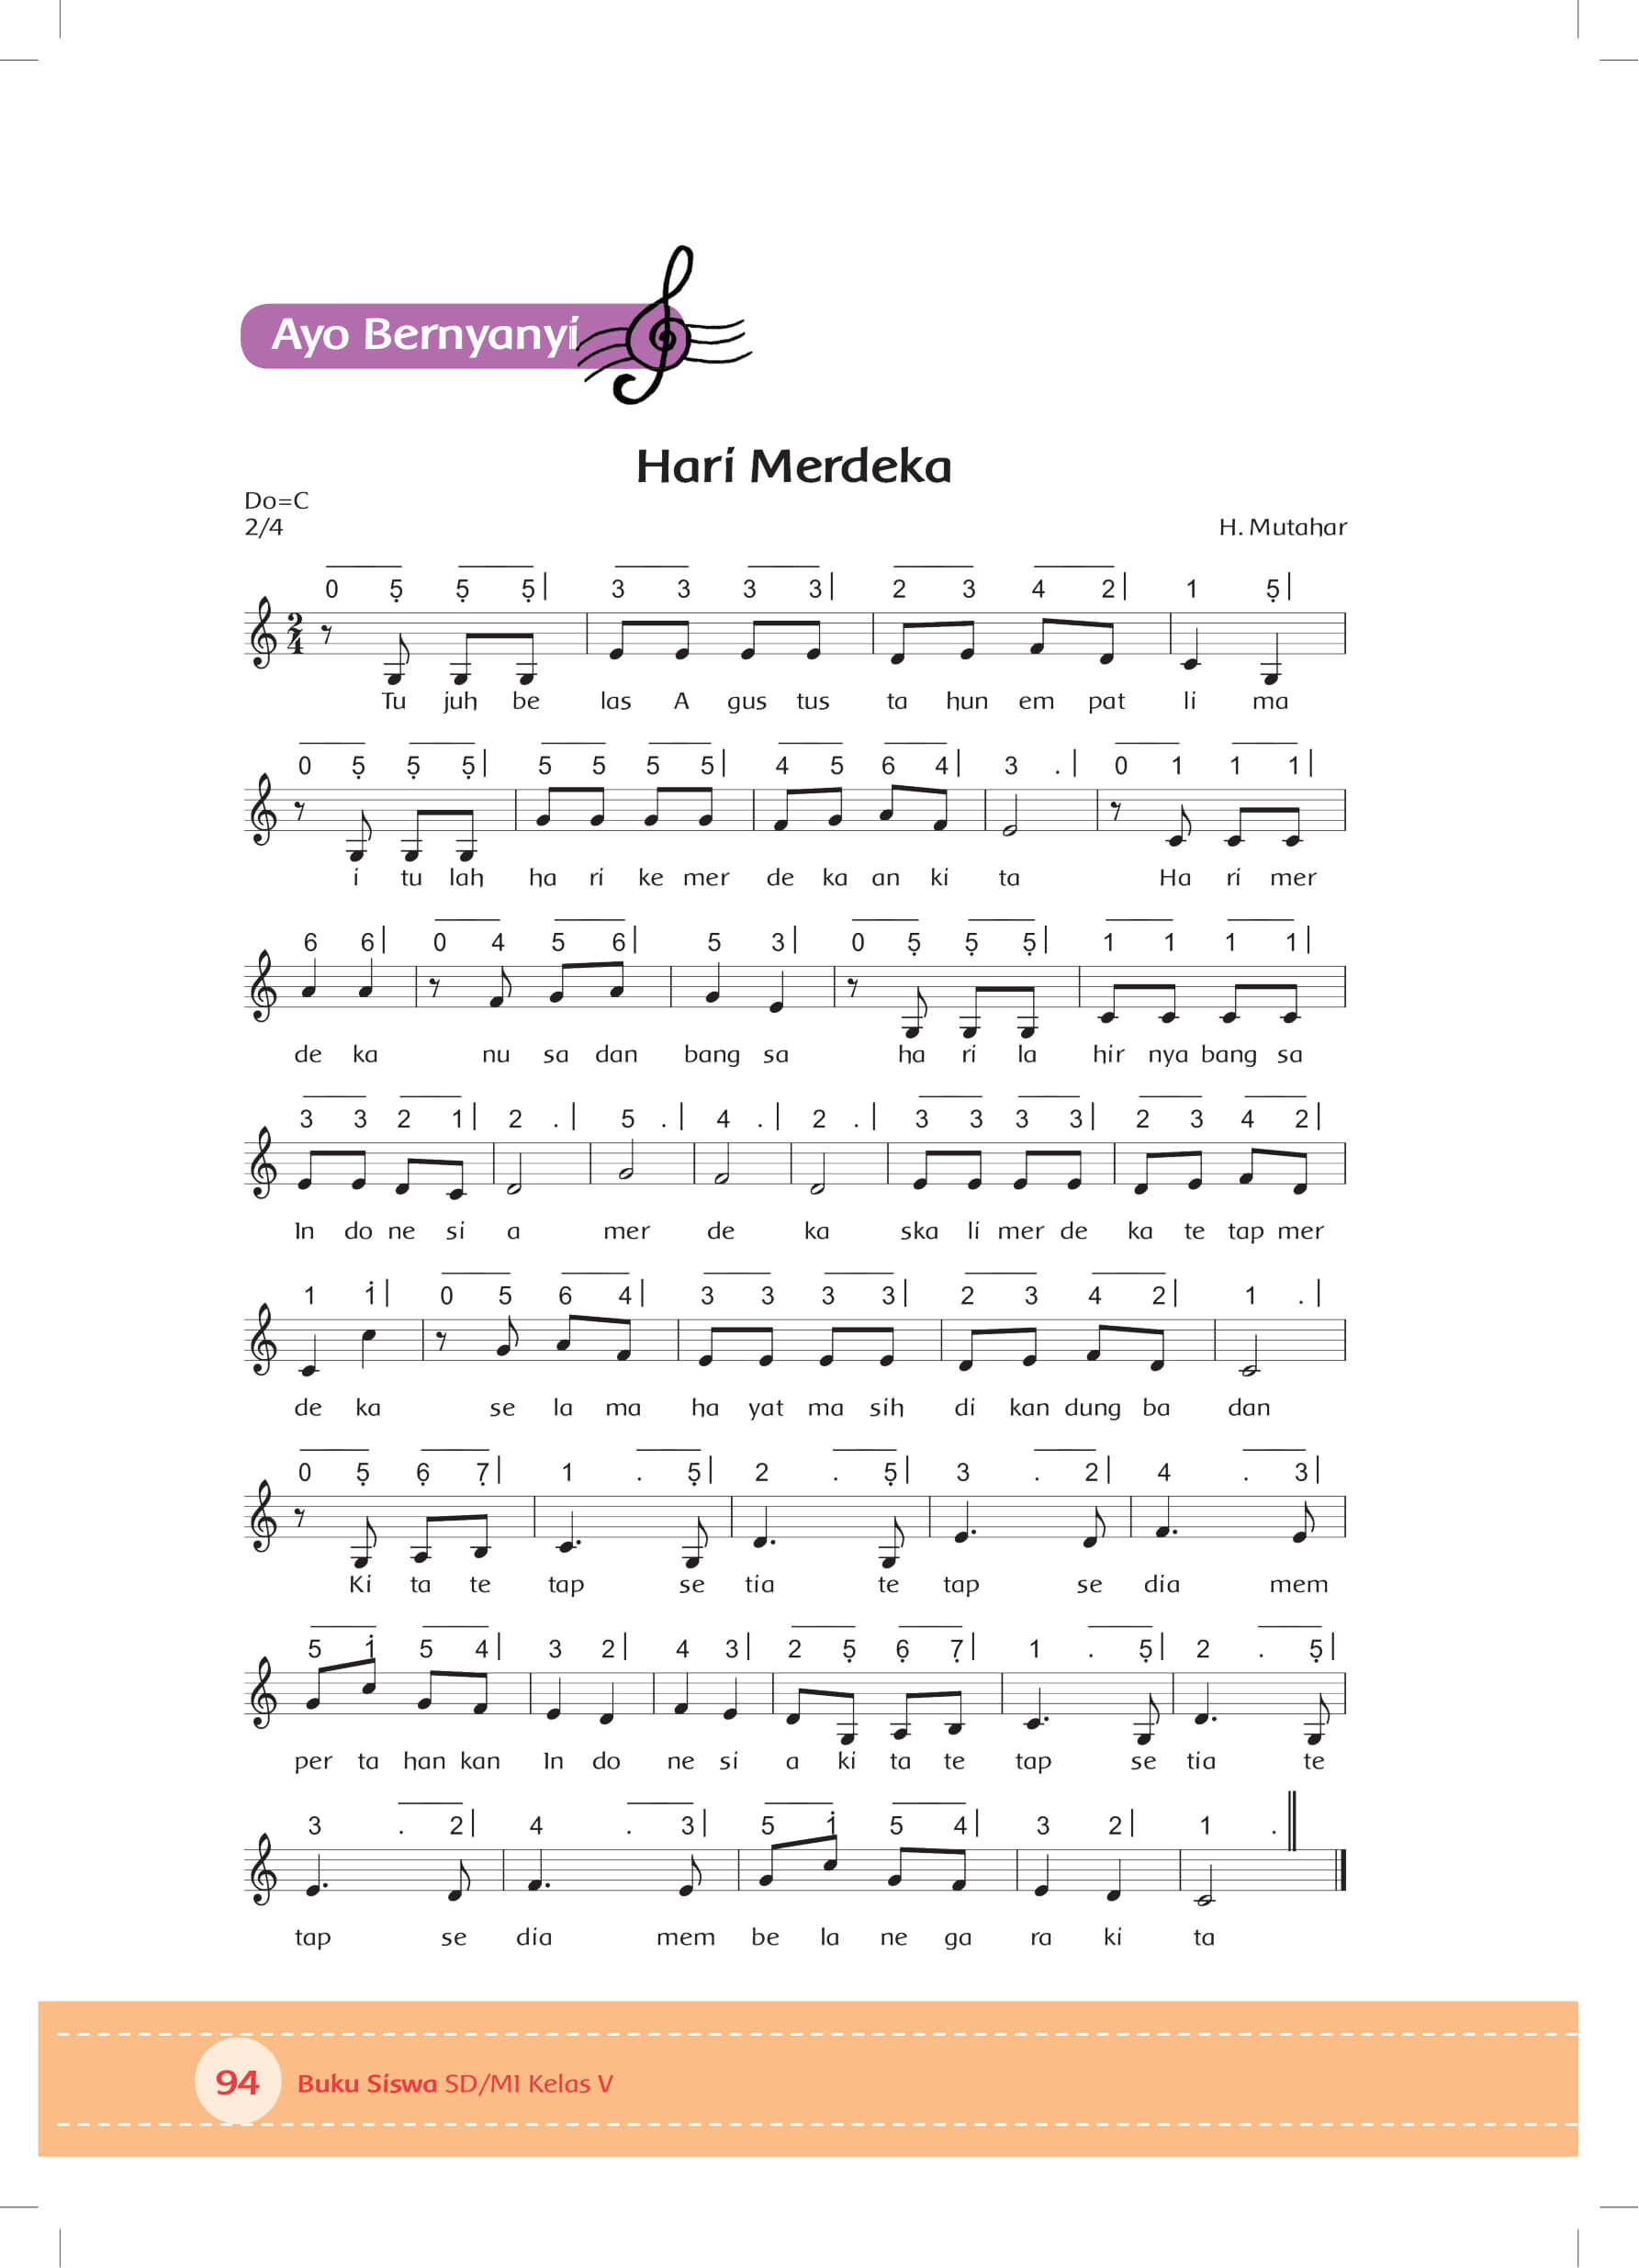 Ayo Bernyanyi
Hari Merdeka
Do=C
2/4
H. Mutahar
0 5̣ 5̣ 5̣| 3 3 3 3| 2 3 4 2| 1 5̣|
2
4
Tu juh be las A gus tus ta hun em pat li ma
0 5̣ 5̣ 5̣| 5 5 5 5| 4 5 6 4| 3 .| 0 1 1 1|
i tu lah ha ri ke mer de ka an ki ta Ha ri mer
6 6| 0 4 5 6| 5 3| 0 5̣ 5̣ 5̣| 1 1 1 1|
de ka nu sa dan bang sa ha ri la hir nya bang sa
3 3 2 1| 2 .| 5 .| 4 .| 2 .| 3 3 3 3| 2 3 4 2|
In do ne si a mer de ka ska li mer de ka te tap mer
1 1̇| 0 5 6 4| 3 3 3 3| 2 3 4 2| 1 .|
de ka se la ma ha yat ma sih di kan dung ba dan
0 5̣ 6̣ 7̣| 1 . 5̣| 2 . 5̣| 3 . 2| 4 . 3|
Ki ta te tap se tia te tap se dia mem
5 1̇ 5 4| 3 2| 4 3| 2 5̣ 6̣ 7̣| 1 . 5̣| 2 . 5̣|
per ta han kan In do ne si a ki ta te tap se tia te
3 . 2| 4 . 3| 5 1̇ 5 4| 3 2| 1 .||
tap se dia mem be la ne ga ra ki ta
94 Buku Siswa SD/MI Kelas V